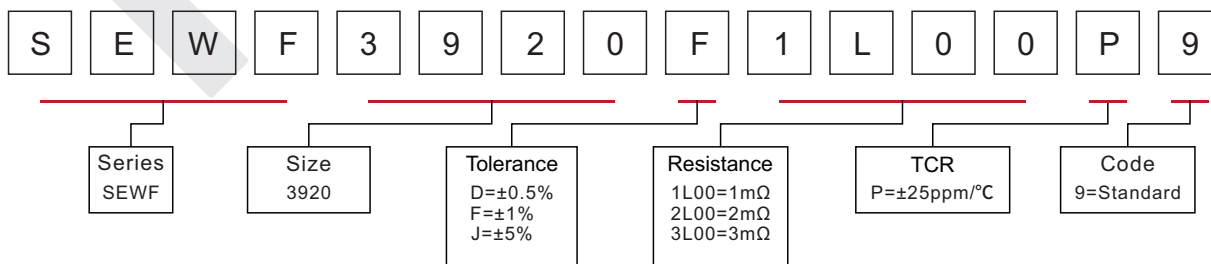 S E W F 3 9 2 0 F 1 L 0 0 P 9
Series
SEWF
Size
3920
Tolerance
D=±0.5%
F=±1%
J=±5%
Resistance
1L00=1mΩ
2L00=2mΩ
3L00=3mΩ
TCR
P=±25ppm/℃
Code
9=Standard